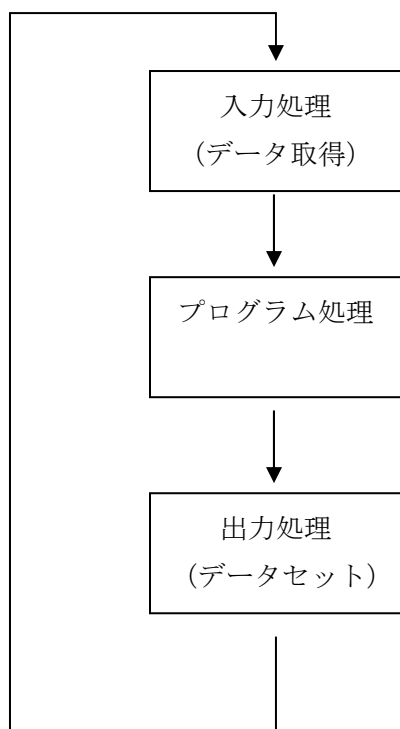 入力処理
（データ取得）
プログラム処理
出力処理
（データセット）